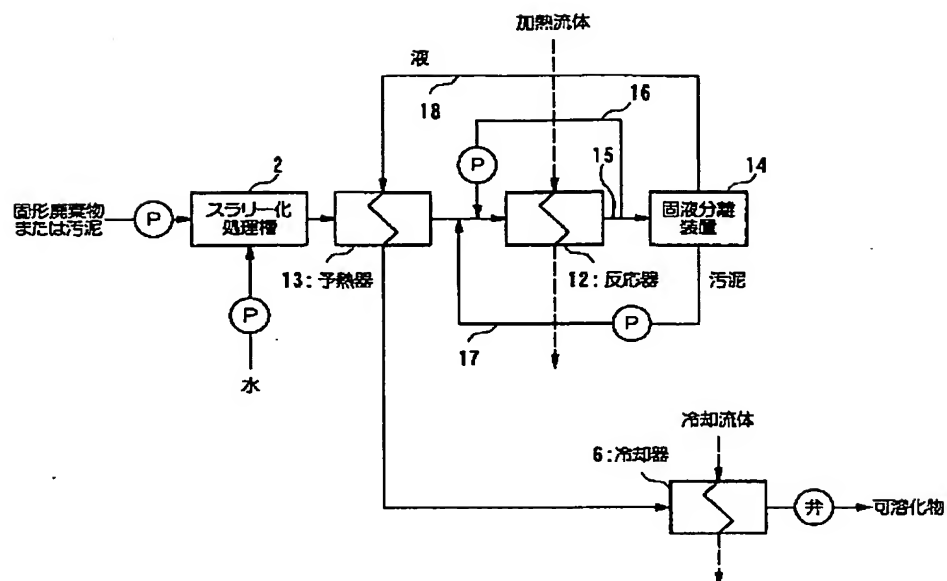 加熱流体
液
18
16
P
15
14
2
固形廃棄物
または汚泥
P
スラリー化
処理槽
固液分離
装置
13:予熱器
12:反応器
汚泥
P
17
P
水
冷却流体
6:冷却器
弁
可溶化物